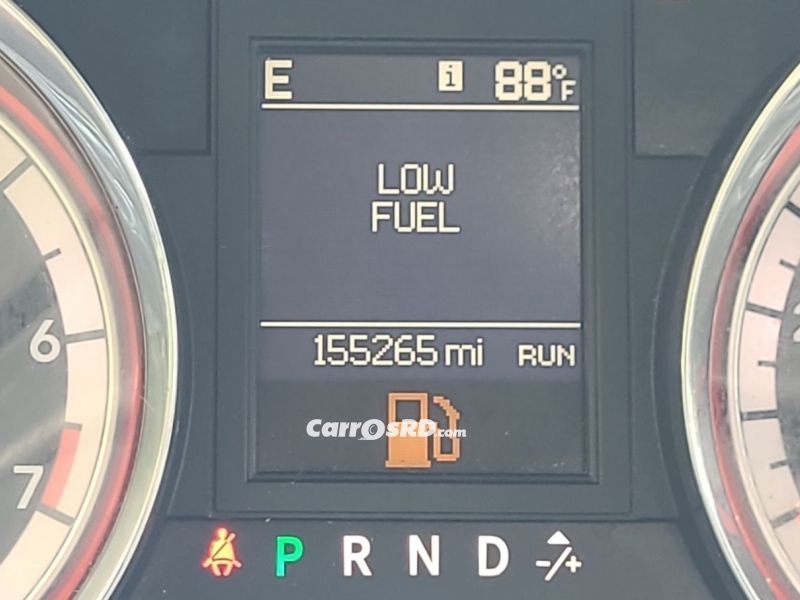 E i 88°F
LOW
FUEL
155265 mi RUN
CarrOsRD.com
6
7
P R N D -/+